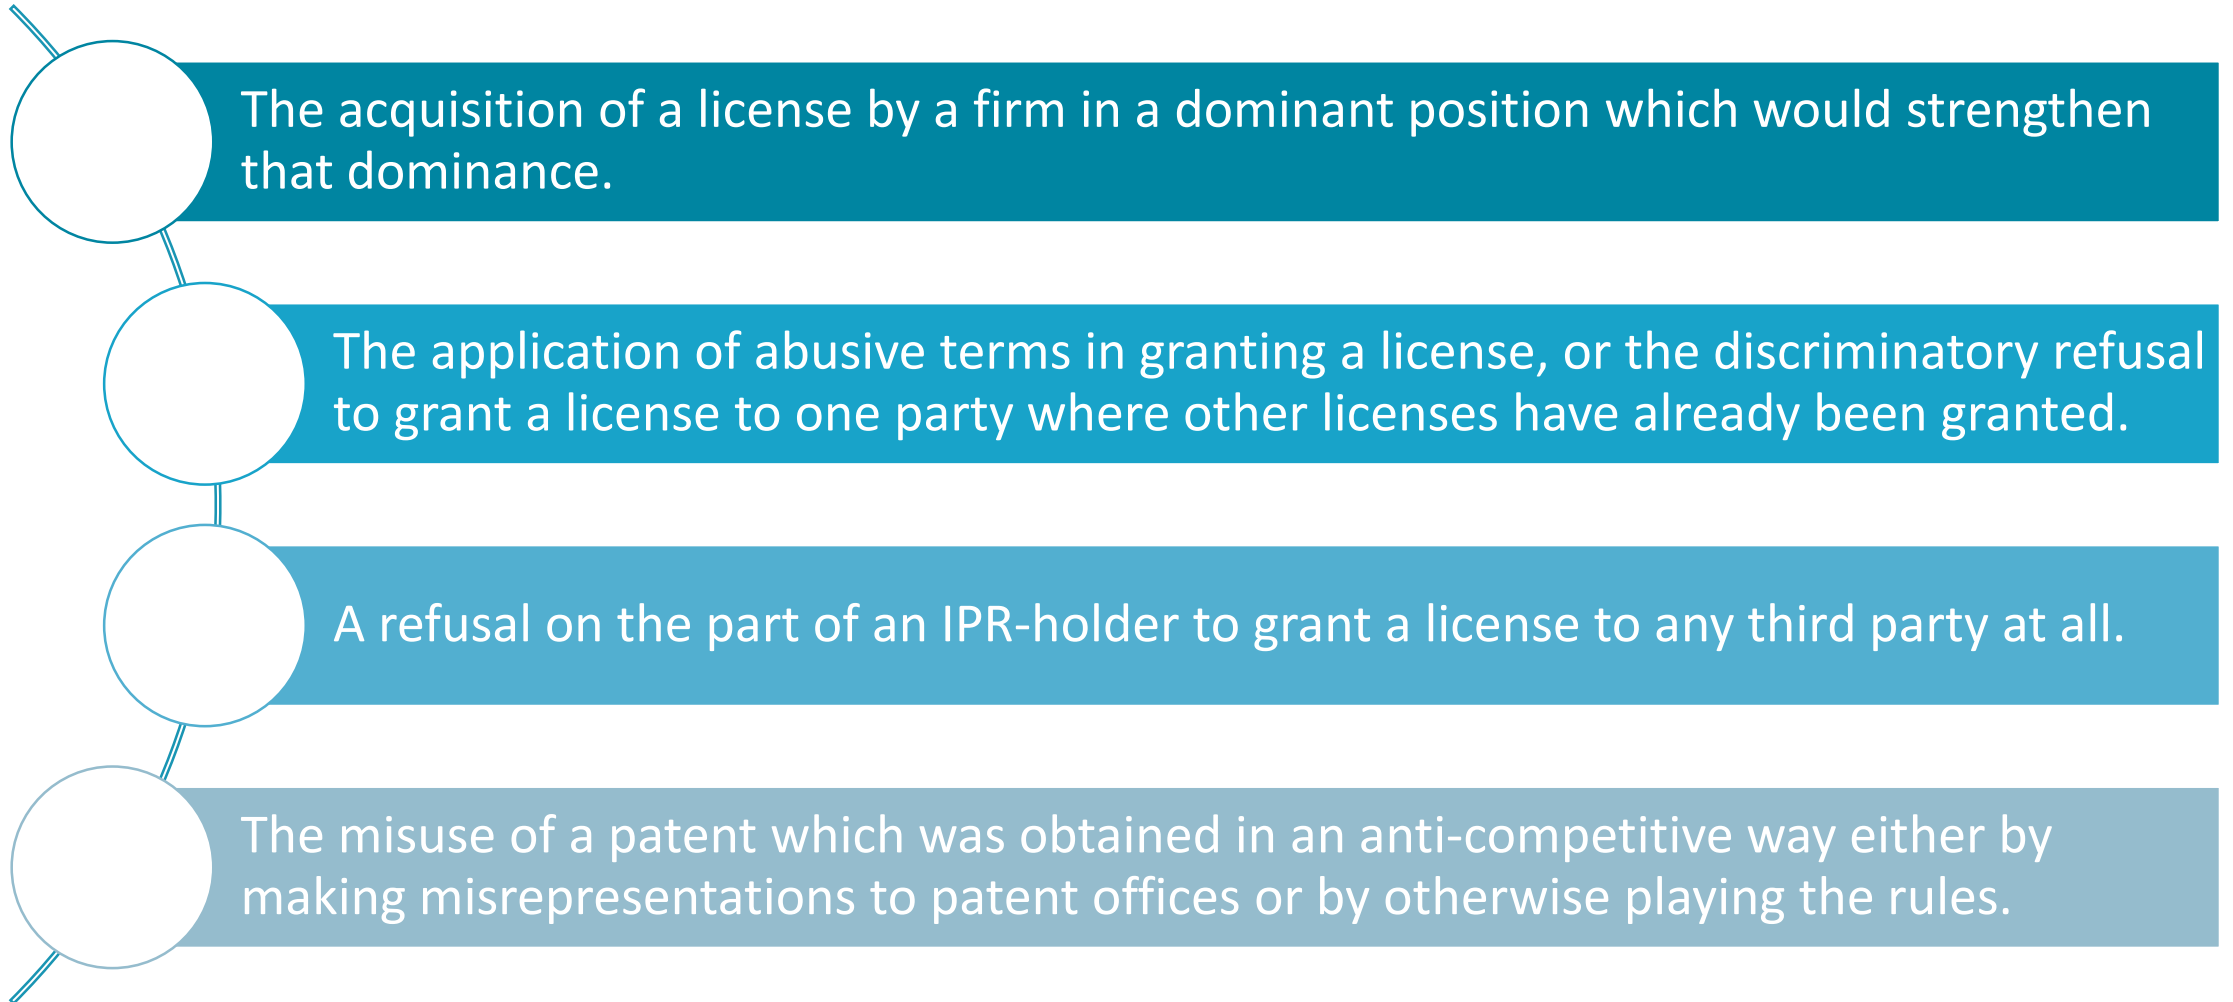 The acquisition of a license by a firm in a dominant position which would strengthen
that dominance.
The application of abusive terms in granting a license, or the discriminatory refusal
to grant a license to one party where other licenses have already been granted.
A refusal on the part of an IPR-holder to grant a license to any third party at all.
The misuse of a patent which was obtained in an anti-competitive way either by
making misrepresentations to patent offices or by otherwise playing the rules.